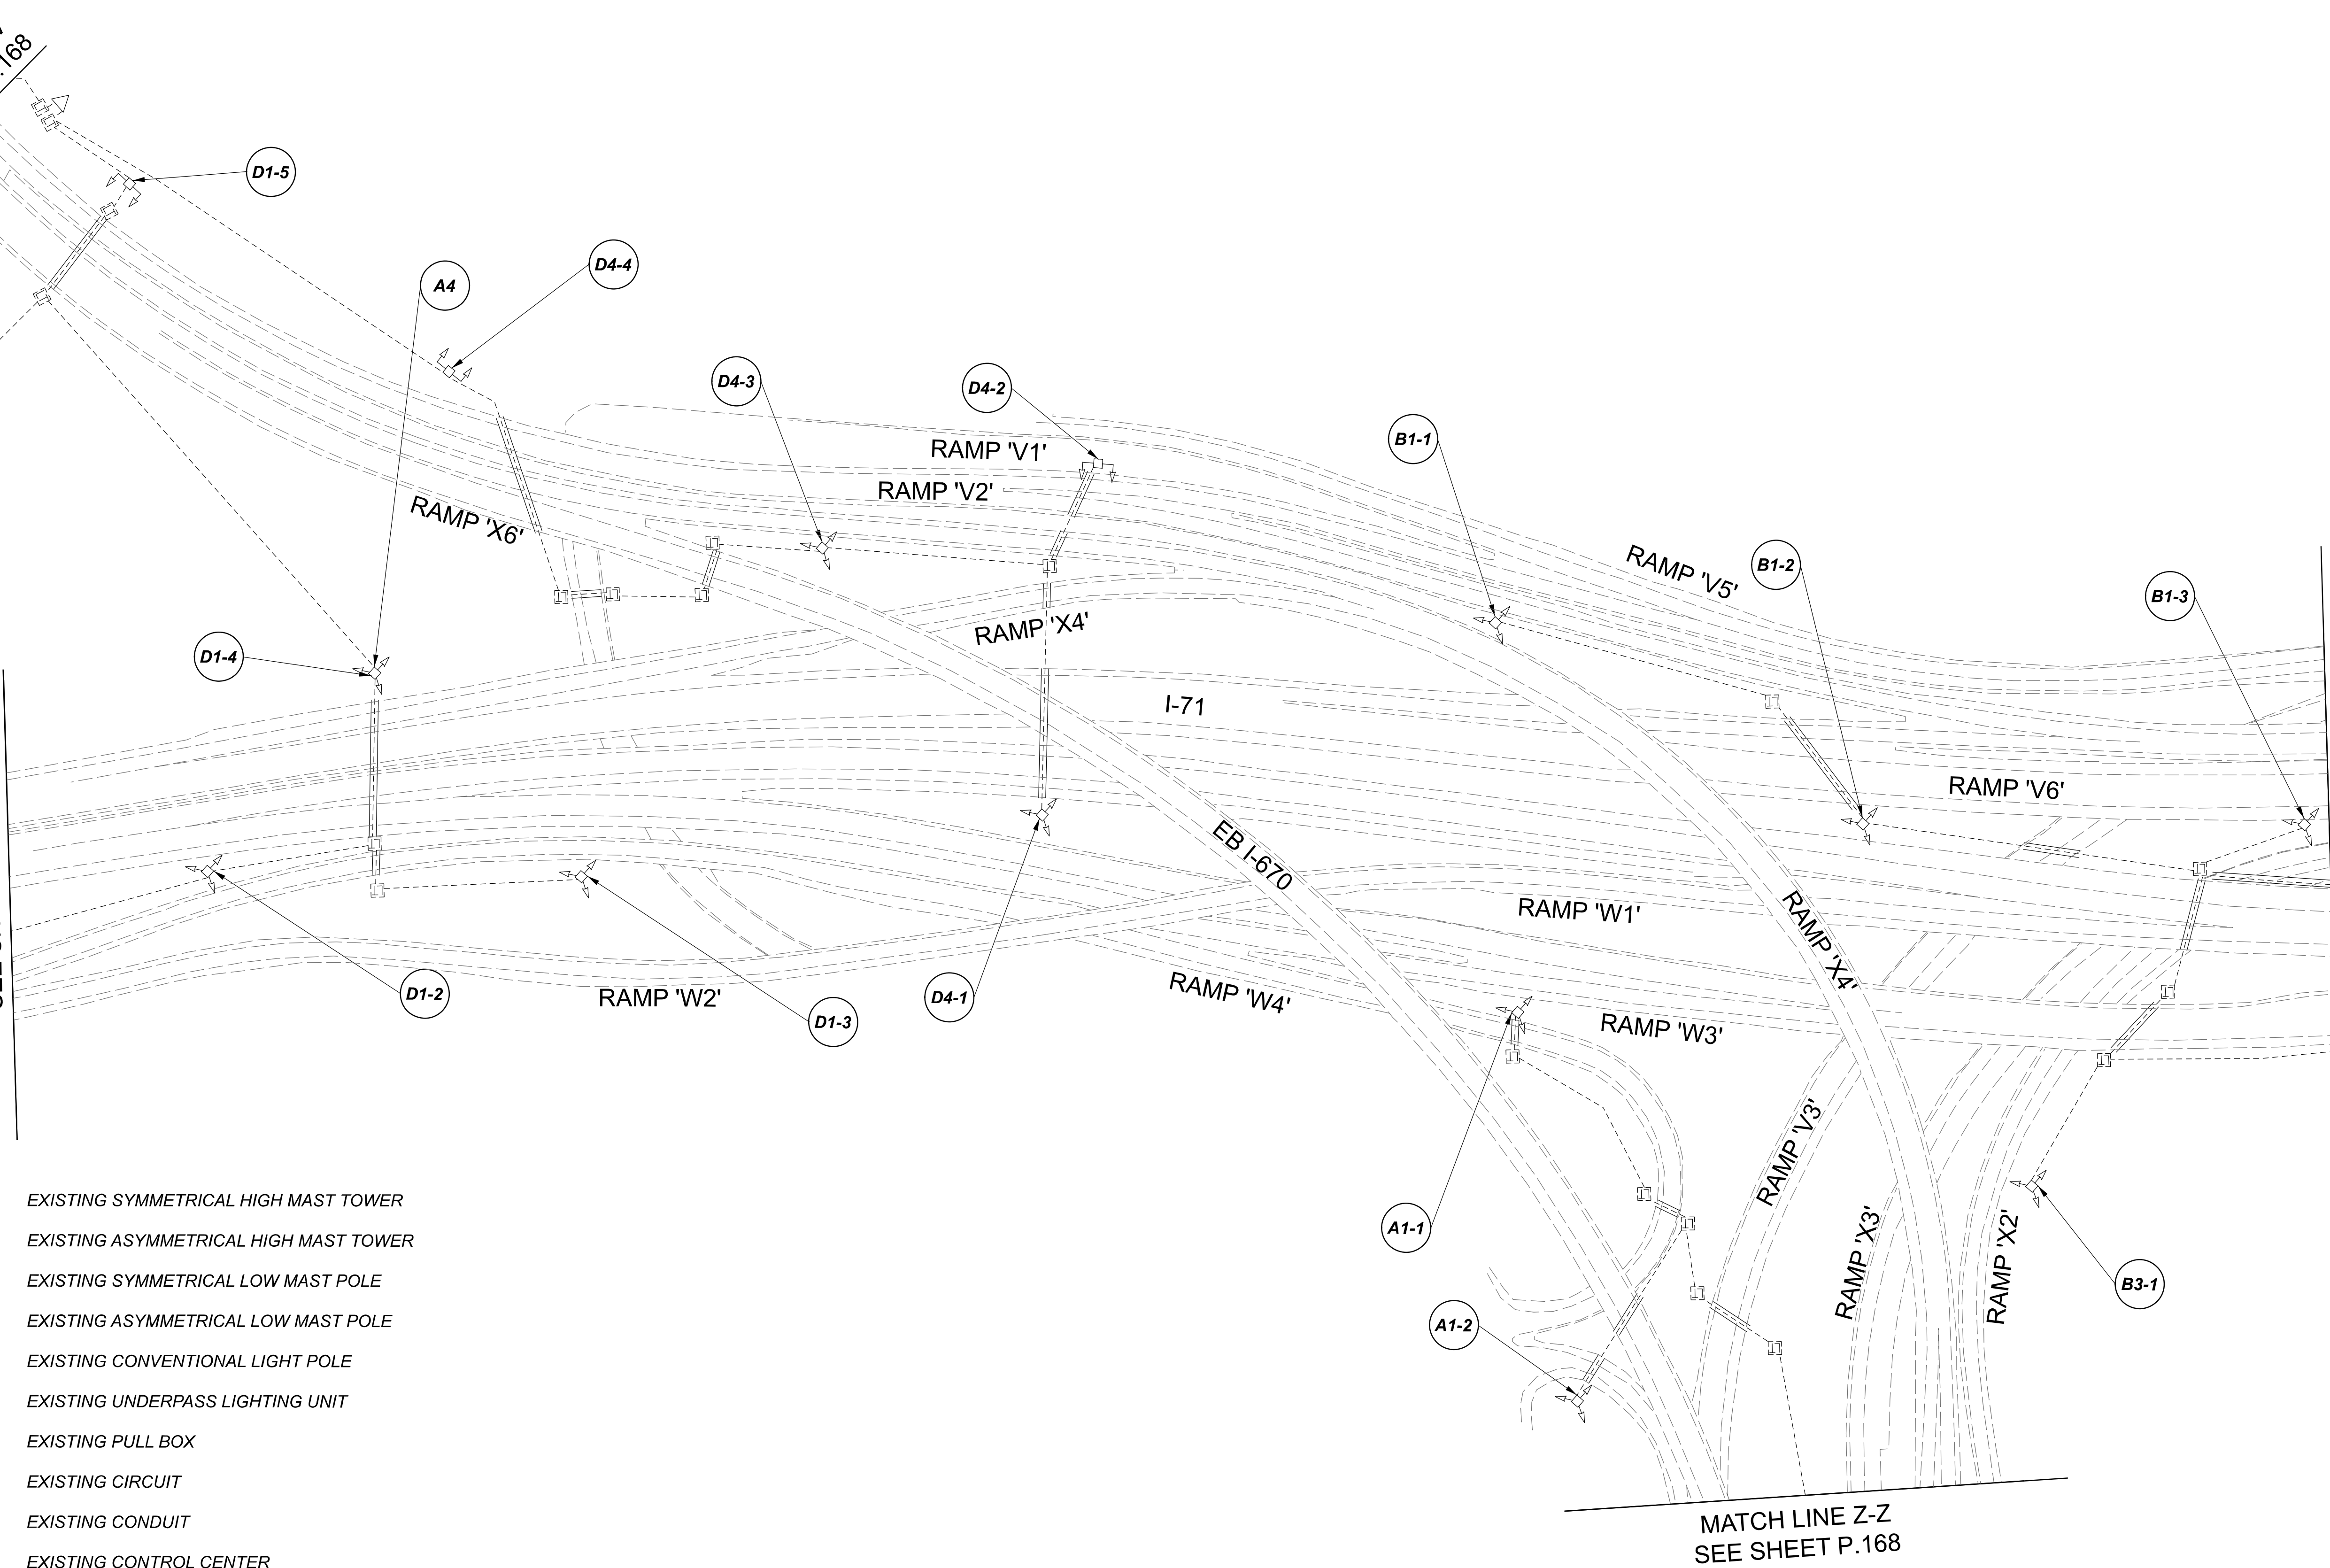 .168
D1-5
A4
D4-4
D4-3
D4-2
B1-1
B1-2
B1-3
RAMP 'V1'
RAMP 'V2'
RAMP 'X6'
RAMP 'V5'
RAMP 'X4'
D1-4
I-71
RAMP 'V6'
EB I-670
RAMP 'W1'
RAMP 'X4'
D1-2
RAMP 'W2'
D1-3
D4-1
RAMP 'W4'
RAMP 'W3'
RAMP 'V3'
A1-1
RAMP 'X3'
RAMP 'X2'
B3-1
A1-2
EXISTING SYMMETRICAL HIGH MAST TOWER
EXISTING ASYMMETRICAL HIGH MAST TOWER
EXISTING SYMMETRICAL LOW MAST POLE
EXISTING ASYMMETRICAL LOW MAST POLE
EXISTING CONVENTIONAL LIGHT POLE
EXISTING UNDERPASS LIGHTING UNIT
EXISTING PULL BOX
EXISTING CIRCUIT
EXISTING CONDUIT
EXISTING CONTROL CENTER
MATCH LINE Z-Z
SEE SHEET P.168